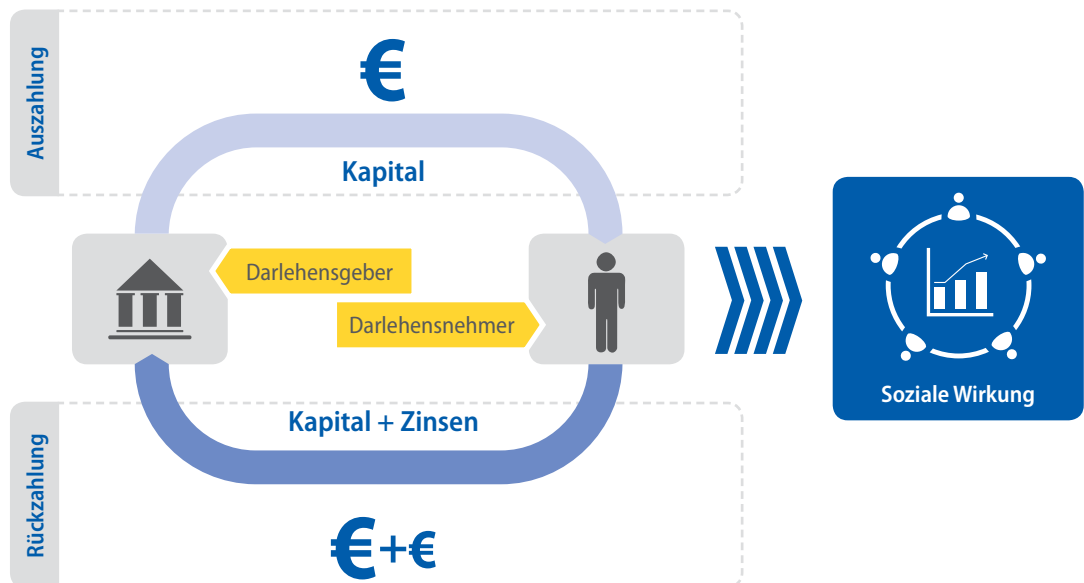 Auszahlung
€
Kapital
Darlehensgeber
Darlehensnehmer
Soziale Wirkung
Rückzahlung
Kapital + Zinsen
€+€